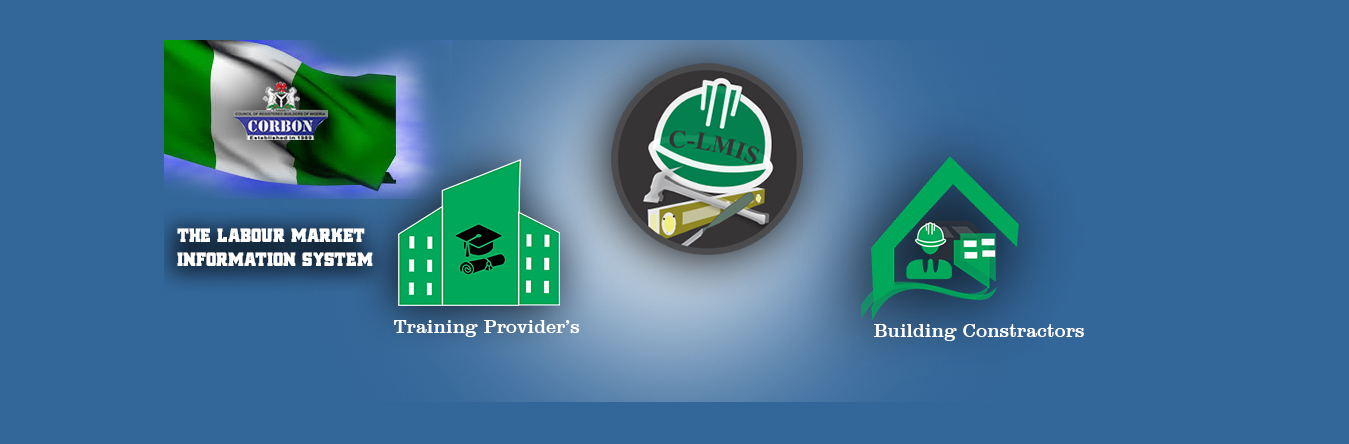 COUNCIL OF REGISTERED BUILDERS OF NIGERIA
CORBON
Established in 1989
C-LMIS
THE LABOUR MARKET
INFORMATION SYSTEM
Training Provider's
Building Constractors